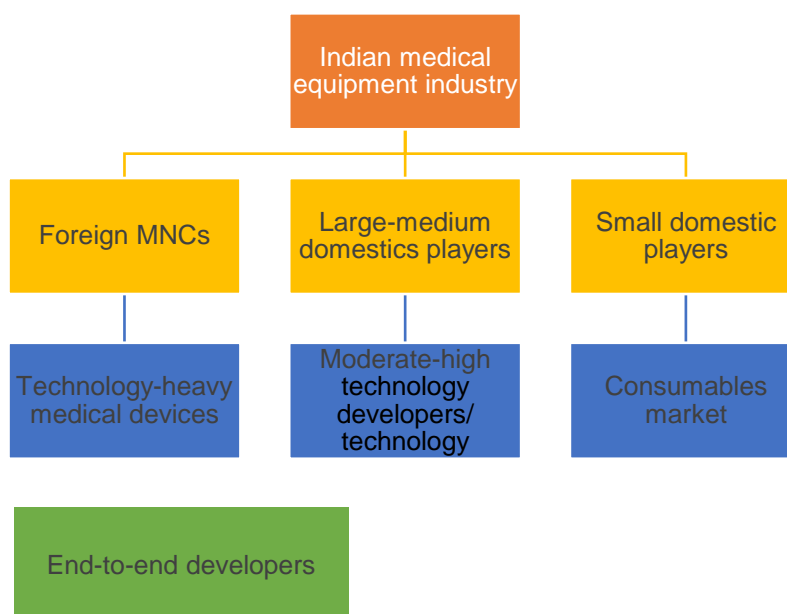 Indian medical
equipment industry
Foreign MNCs
Large-medium
domestics players
Small domestic
players
Technology-heavy
medical devices
Moderate-high
technology
developers/
technology
Consumables
market
End-to-end developers